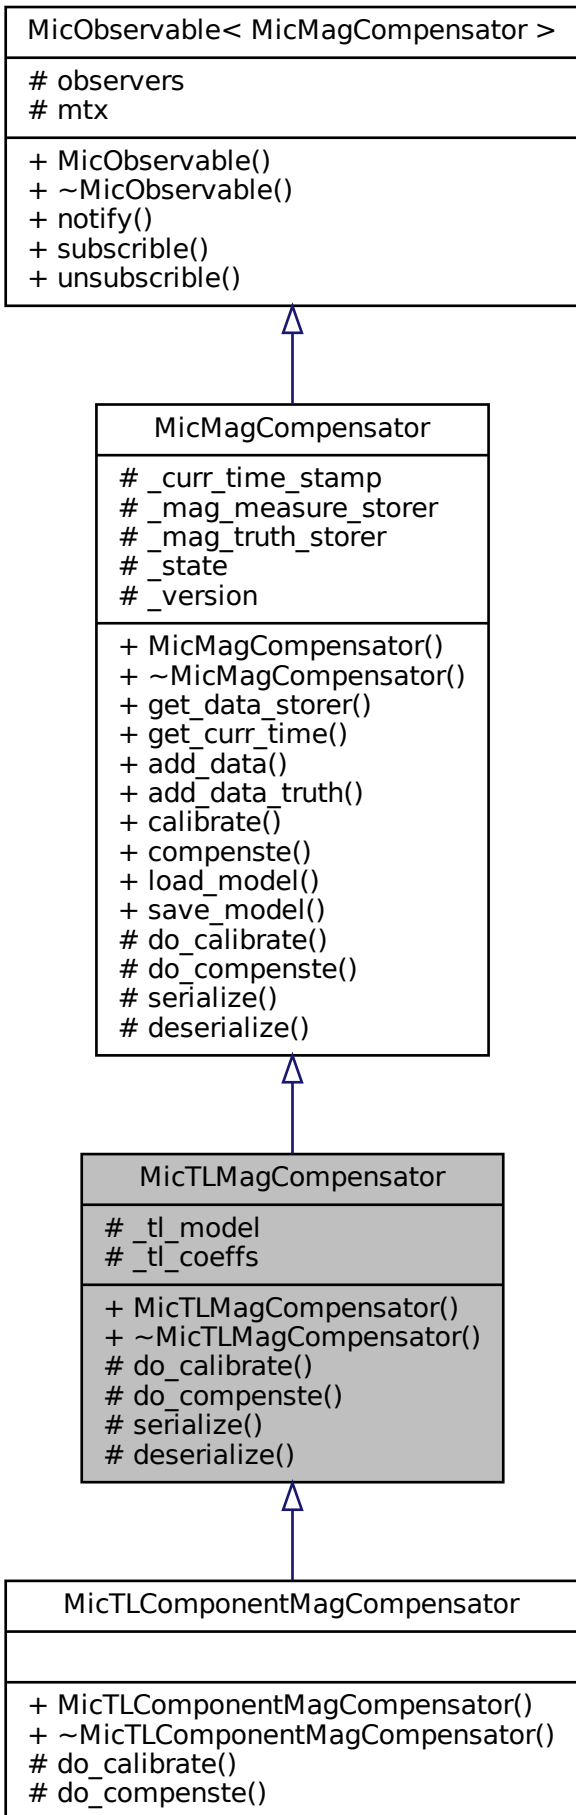 MicObservable< MicMagCompensator >
# observers
# mtx
+ MicObservable()
+ ~MicObservable()
+ notify()
+ subscrible()
+ unsubscrible()
MicMagCompensator
# _curr_time_stamp
# _mag_measure_storer
# _mag_truth_storer
# _state
# _version
+ MicMagCompensator()
+ ~MicMagCompensator()
+ get_data_storer()
+ get_curr_time()
+ add_data()
+ add_data_truth()
+ calibrate()
+ compenste()
+ load_model()
+ save_model()
# do_calibrate()
# do_compenste()
# serialize()
# deserialize()
MicTLMagCompensator
# _tl_model
# _tl_coeffs
+ MicTLMagCompensator()
+ ~MicTLMagCompensator()
# do_calibrate()
# do_compenste()
# serialize()
# deserialize()
MicTLComponentMagCompensator
+ MicTLComponentMagCompensator()
+ ~MicTLComponentMagCompensator()
# do_calibrate()
# do_compenste()